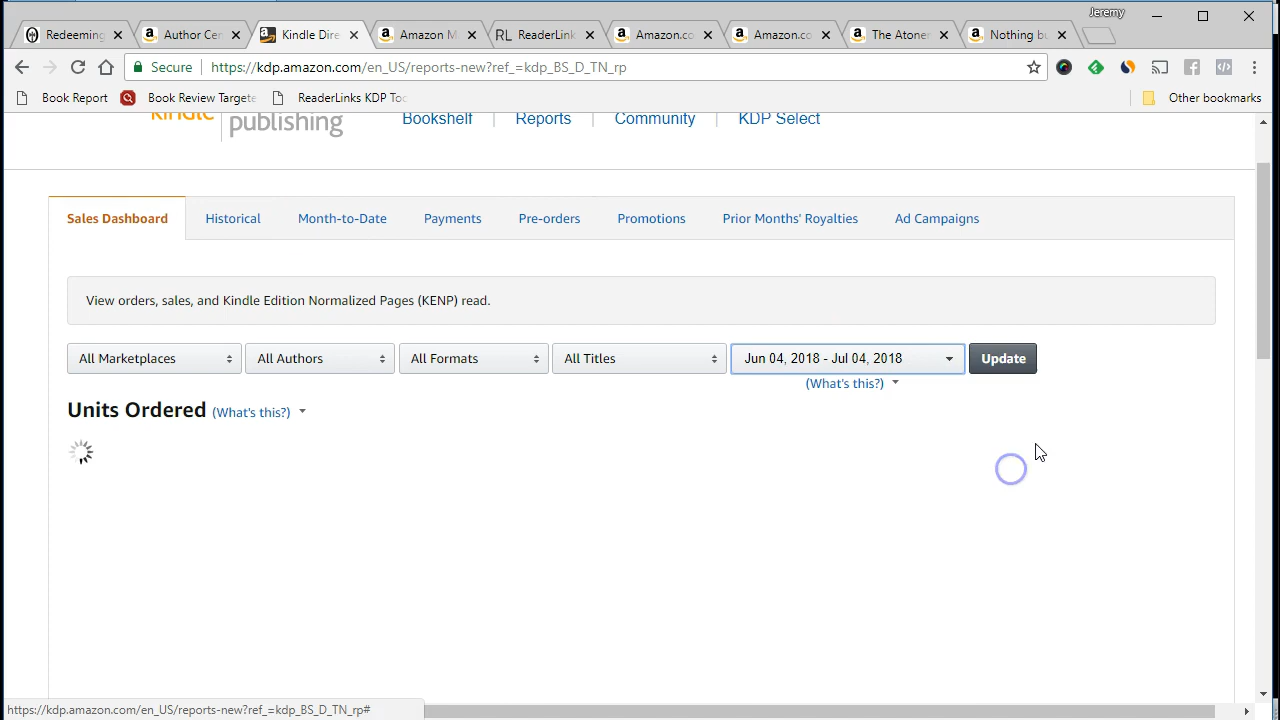 Jeremy
Redeeming
Author Cen
Kindle Dire
Amazon M
ReaderLink
Amazon.co
Amazon.co
The Atone
Nothing bu
Secure
https://kdp.amazon.com/en_US/reports-new?ref_=kdp_BS_D_TN_rp
Book Report
Book Review Targete
ReaderLinks KDP Too
Other bookmarks
kindle
publishing
Bookshelf
Reports
Community
KDP Select
Sales Dashboard
Historical
Month-to-Date
Payments
Pre-orders
Promotions
Prior Months' Royalties
Ad Campaigns
View orders, sales, and Kindle Edition Normalized Pages (KENP) read.
All Marketplaces
All Authors
All Formats
All Titles
Jun 04, 2018 - Jul 04, 2018
Update
(What's this?)
Units Ordered (What's this?)
https://kdp.amazon.com/en_US/reports-new?ref_=kdp_BS_D_TN_rp#